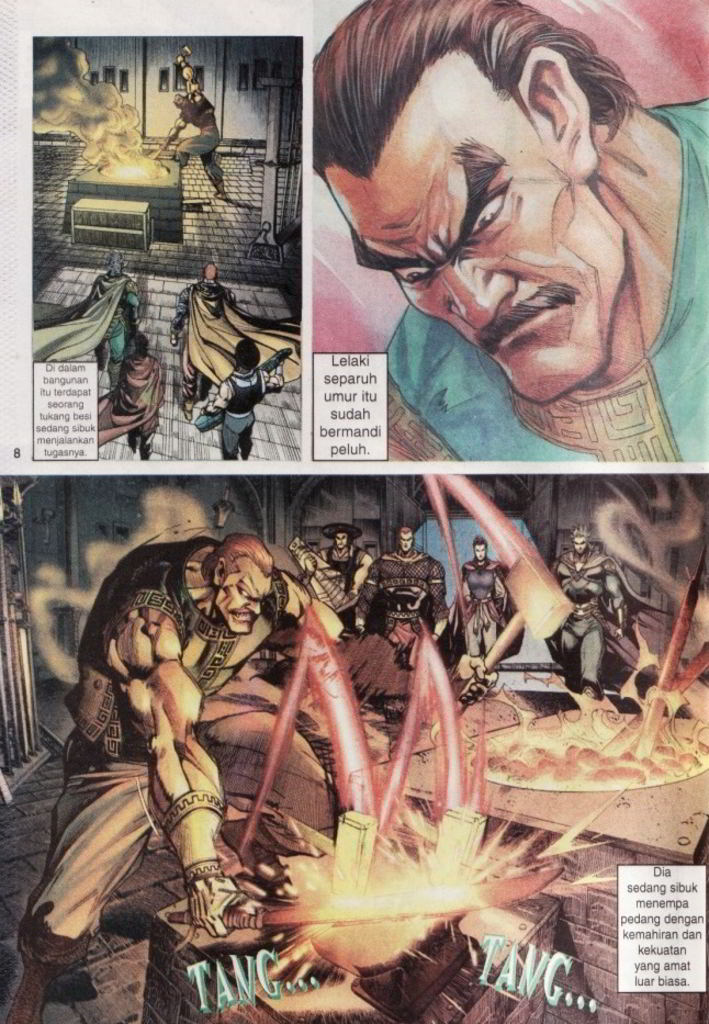 Di dalam
bangunan
itu terdapat
seorang
tukang besi
sedang sibuk
menjalankan
tugasnya.
8
Lelaki
separuh
umur itu
sudah
bermandi
peluh.
Dia
sedang sibuk
menempa
pedang dengan
kemahiran dan
kekuatan
yang amat
luar biasa.
TANG...
TANG...